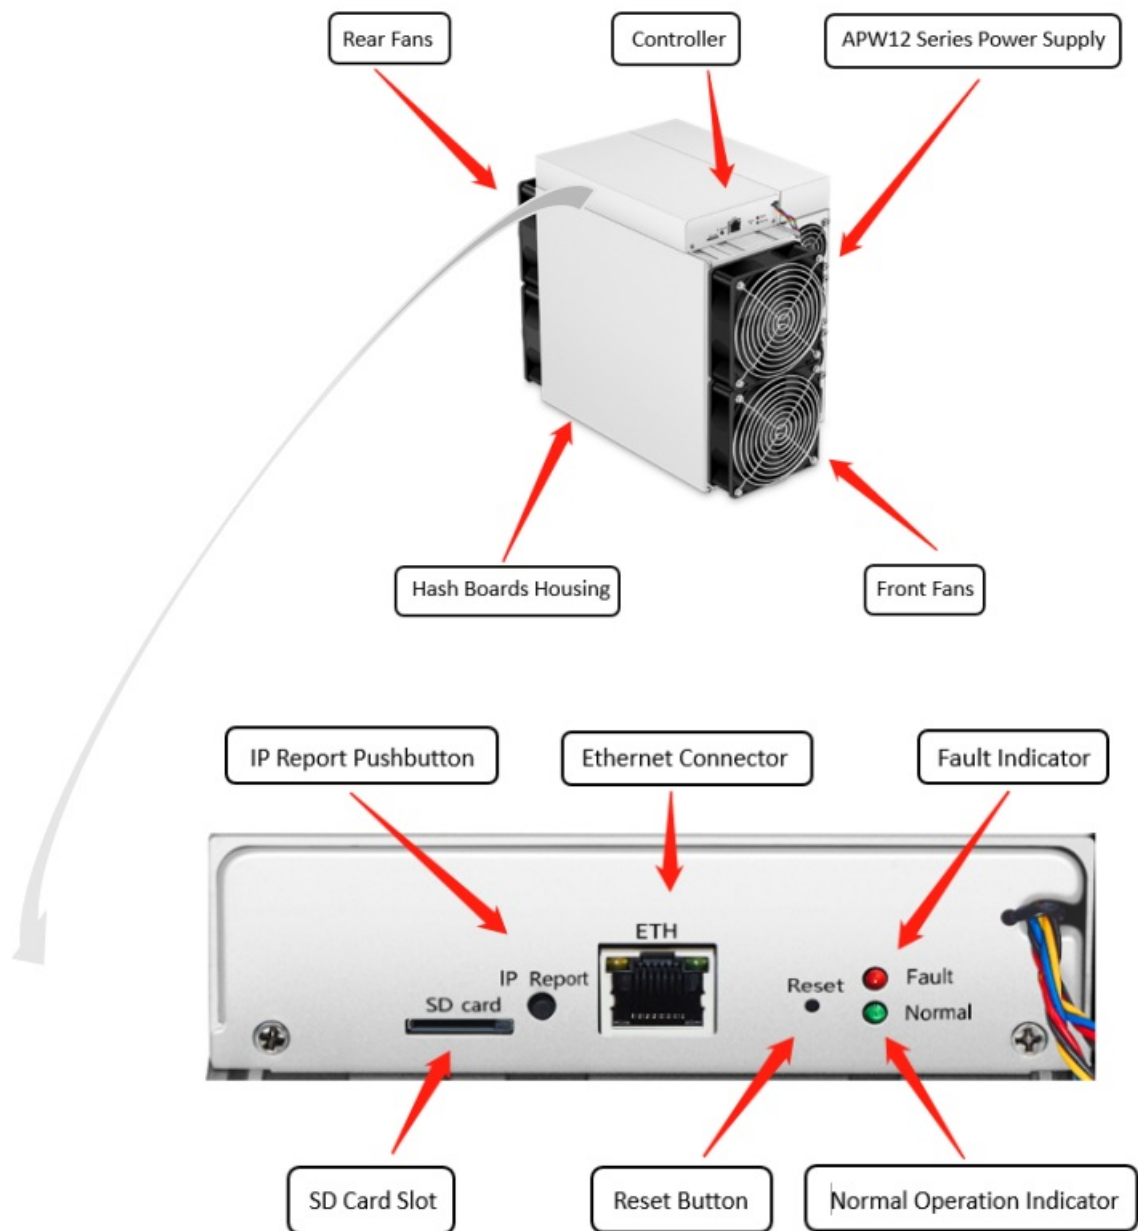 Rear Fans
Controller
APW12 Series Power Supply
Hash Boards Housing
Front Fans
IP Report Pushbutton
Ethernet Connector
Fault Indicator
ETH
IP Report
SD card
Reset
Fault
Normal
SD Card Slot
Reset Button
Normal Operation Indicator